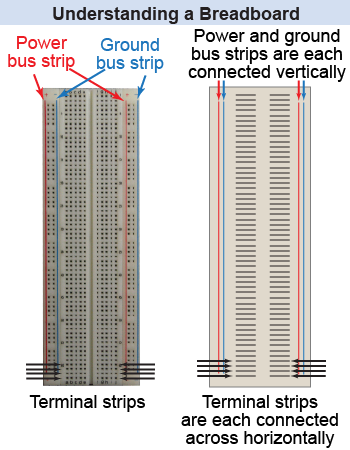 Understanding a Breadboard
Power
bus strip
Ground
bus strip
Power and ground
bus strips are each
connected vertically
Terminal strips
Terminal strips
are each connected
across horizontally